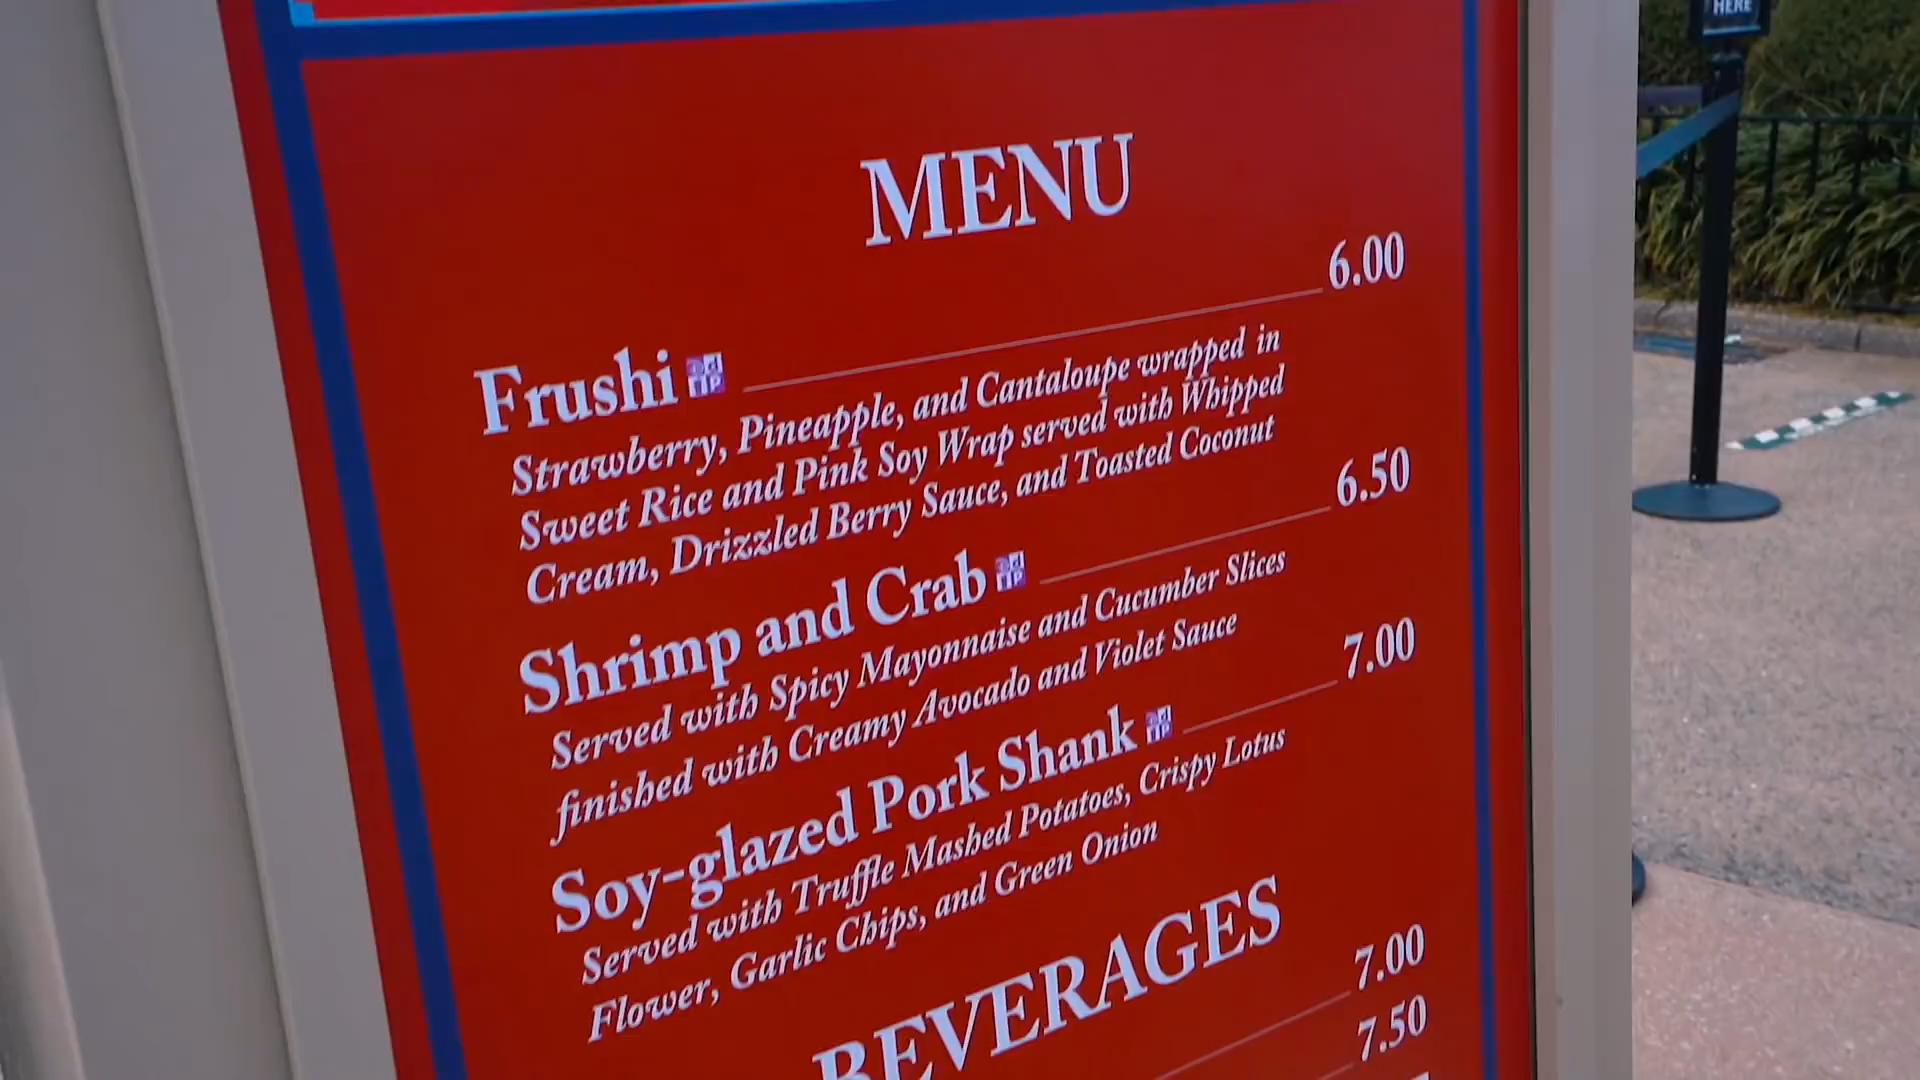 HERE
MENU
Frushi 6.00
Strawberry, Pineapple, and Cantaloupe wrapped in
Sweet Rice and Pink Soy Wrap served with Whipped
Cream, Drizzled Berry Sauce, and Toasted Coconut
Shrimp and Crab 6.50
Served with Spicy Mayonnaise and Cucumber Slices
finished with Creamy Avocado and Violet Sauce
Soy-glazed Pork Shank 7.00
Served with Truffle Mashed Potatoes, Crispy Lotus
Flower, Garlic Chips, and Green Onion
BEVERAGES
7.00
7.50